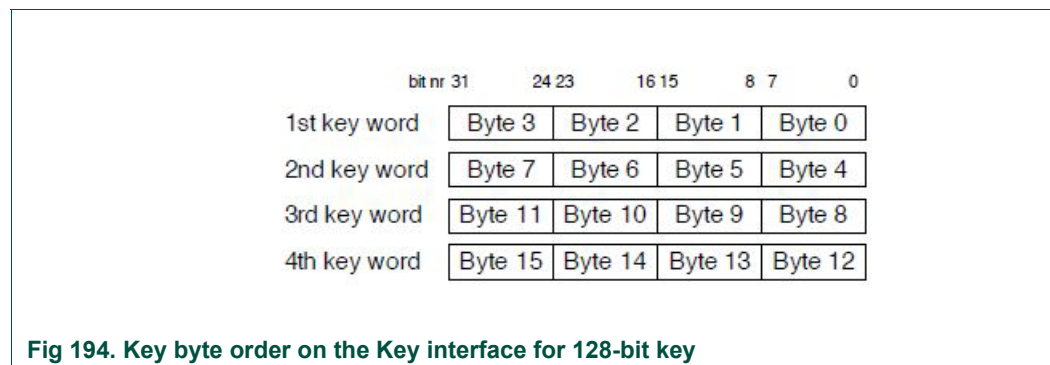 bit nr 31 24 23 16 15 8 7 0
1st key word Byte 3 Byte 2 Byte 1 Byte 0
2nd key word Byte 7 Byte 6 Byte 5 Byte 4
3rd key word Byte 11 Byte 10 Byte 9 Byte 8
4th key word Byte 15 Byte 14 Byte 13 Byte 12
Fig 194. Key byte order on the Key interface for 128-bit key